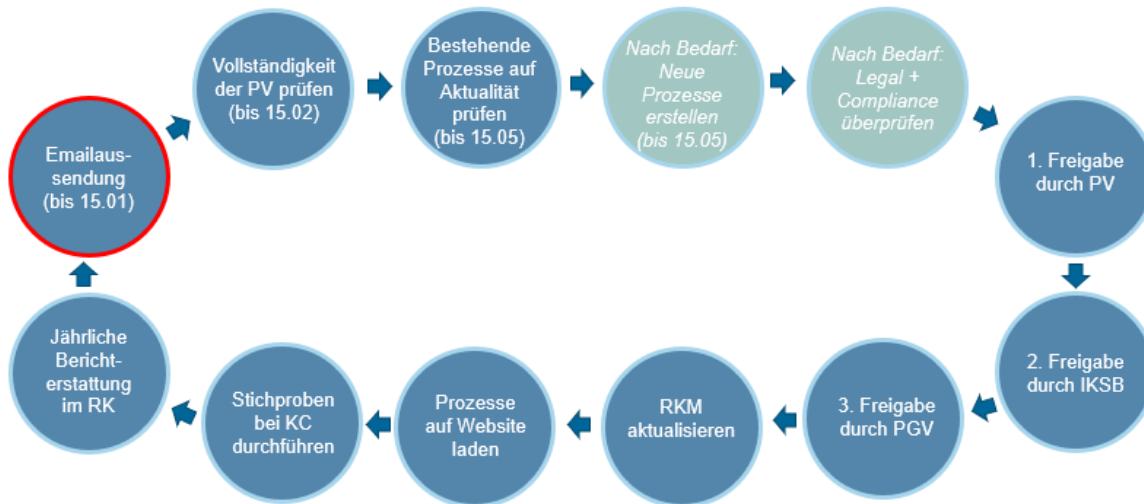 Emailaus-
sendung
(bis 15.01)
Vollständigkeit
der PV prüfen
(bis 15.02)
Bestehende
Prozesse auf
Aktualität
prüfen
(bis 15.05)
Nach Bedarf:
Neue
Prozesse
erstellen
(bis 15.05)
Nach Bedarf:
Legal +
Compliance
überprüfen
1. Freigabe
durch PV
2. Freigabe
durch IKSB
3. Freigabe
durch PGV
RKM
aktualisieren
Prozesse
auf Website
laden
Stichproben
bei KC
durchführen
Jährliche
Bericht-
erstattung
im RK